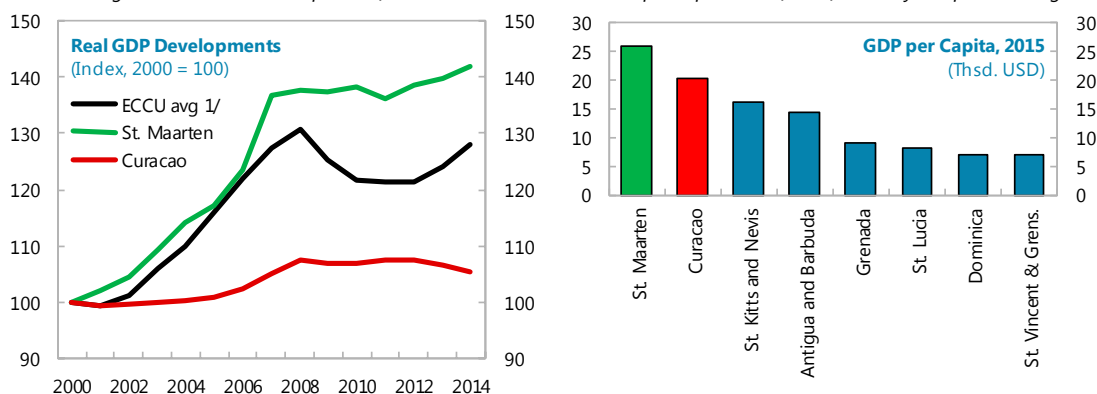 150
140
130
120
110
100
90
Real GDP Developments
(Index, 2000 = 100)
ECCU avg 1/
St. Maarten
Curacao
150
140
130
120
110
100
90
2000 2002 2004 2006 2008 2010 2012 2014
30
25
20
15
10
5
0
GDP per Capita, 2015
(Thsd. USD)
30
25
20
15
10
5
0
St. Maarten
Curacao
St. Kitts and Nevis
Antigua and Barbuda
Grenada
St. Lucia
Dominica
St. Vincent & Grens.